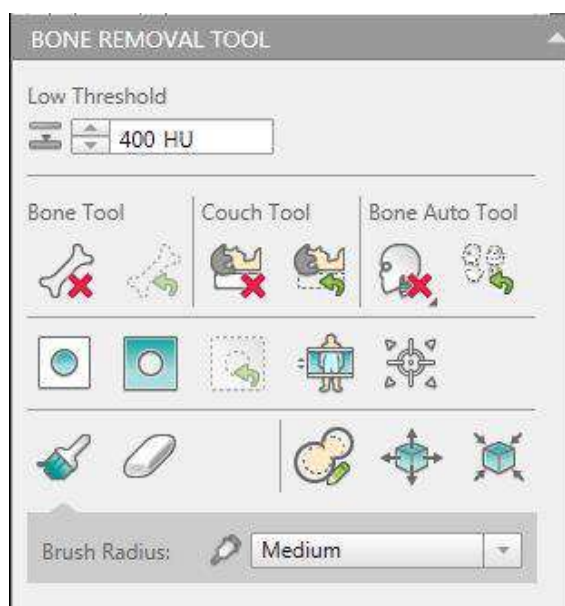 BONE REMOVAL TOOL
Low Threshold
400 HU
Bone Tool Couch Tool Bone Auto Tool
Brush Radius: Medium